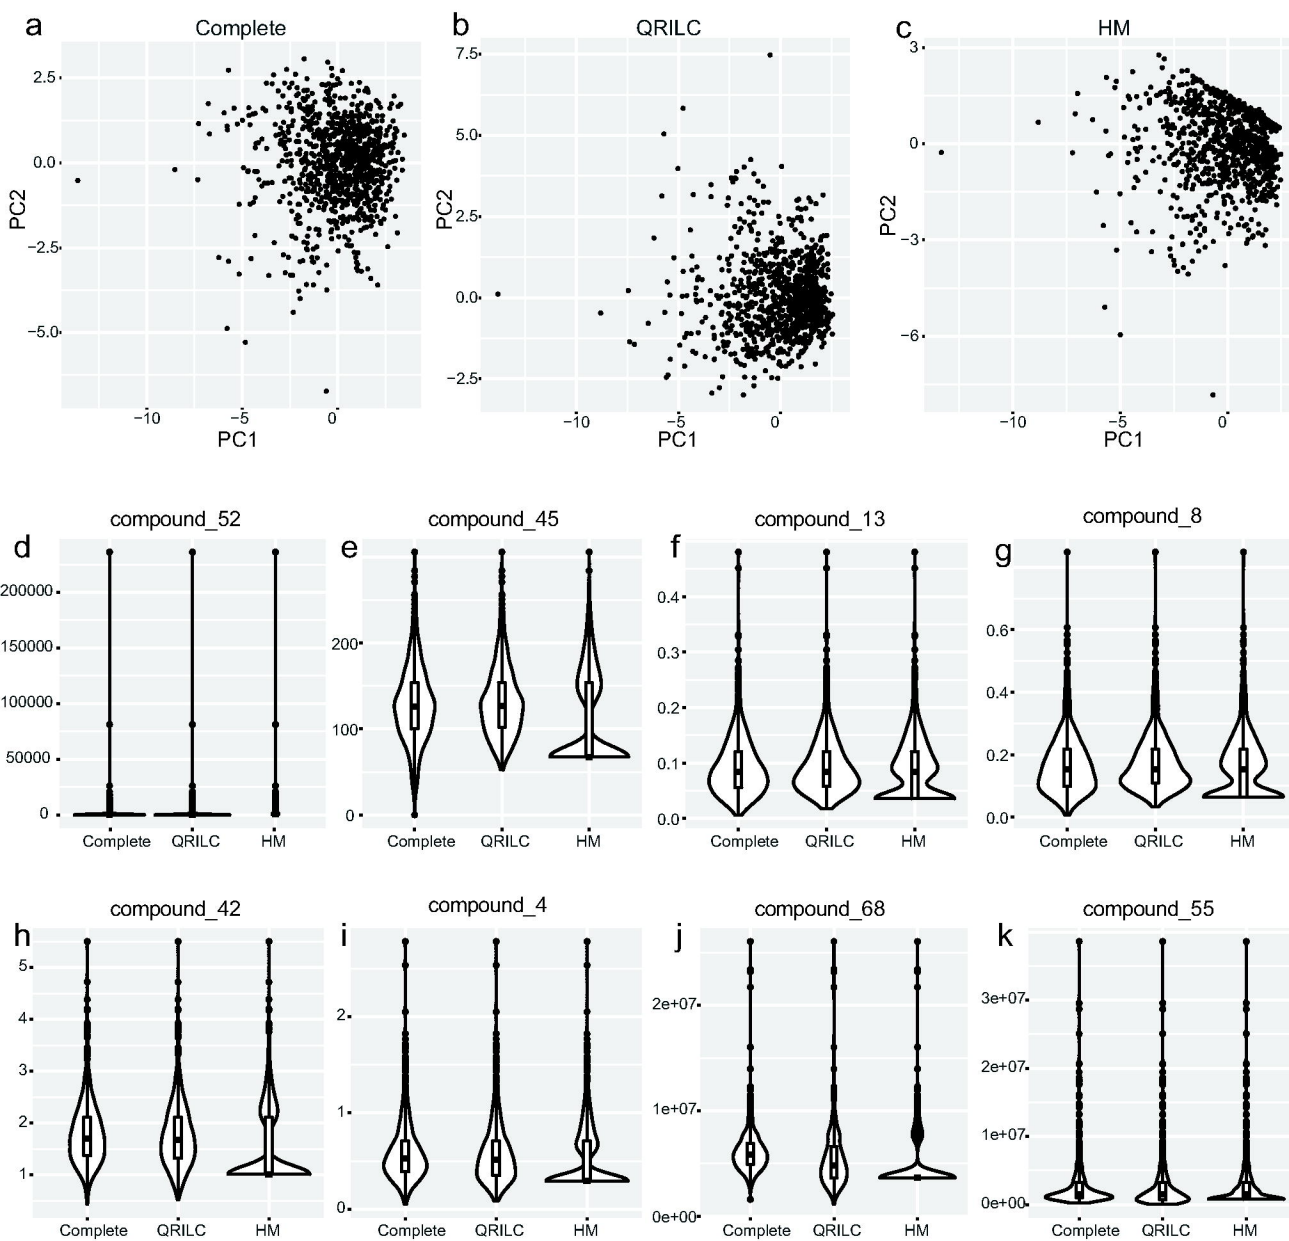 a
Complete
2.5
0.0
−2.5
−5.0
PC2
−10
−5
0
PC1
b
QRILC
7.5
5.0
2.5
0.0
−2.5
PC2
−10
−5
0
PC1
c
HM
3
0
−3
−6
PC2
−10
−5
0
PC1
d
compound_52
200000
150000
100000
50000
0
Complete QRILC HM
e
compound_45
200
100
0
Complete QRILC HM
f
compound_13
0.4
0.3
0.2
0.1
0.0
Complete QRILC HM
g
compound_8
0.6
0.4
0.2
0.0
Complete QRILC HM
h
compound_42
5
4
3
2
1
Complete QRILC HM
i
compound_4
2
1
0
Complete QRILC HM
j
compound_68
2e+07
1e+07
0e+00
Complete QRILC HM
k
compound_55
3e+07
2e+07
1e+07
0e+00
Complete QRILC HM